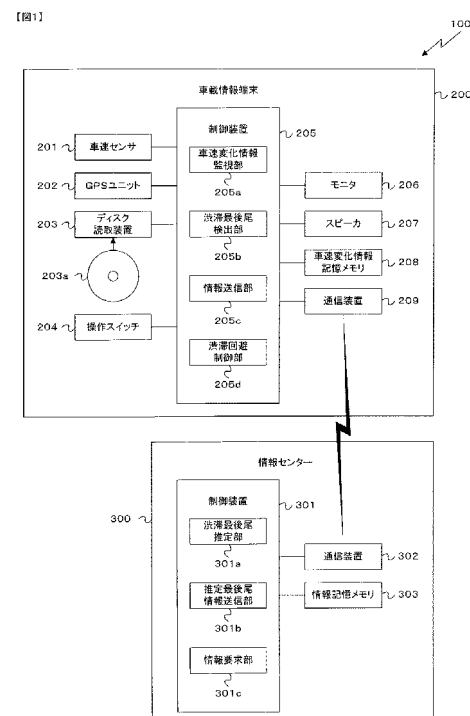 【図1】
100
200
車載情報端末
制御装置
205
201
車速センサ
車速変化情報
監視部
205a
202
GPSユニット
モニタ
206
203
ディスク
読取装置
渋滞最後尾
検出部
205b
スピーカ
207
203a
車速変化情報
記憶メモリ
208
情報送信部
205c
通信装置
209
204
操作スイッチ
渋滞回避
制御部
205d
情報センター
300
制御装置
301
渋滞最後尾
推定部
301a
通信装置
302
推定最後尾
情報送信部
301b
情報記憶メモリ
303
情報要求部
301c